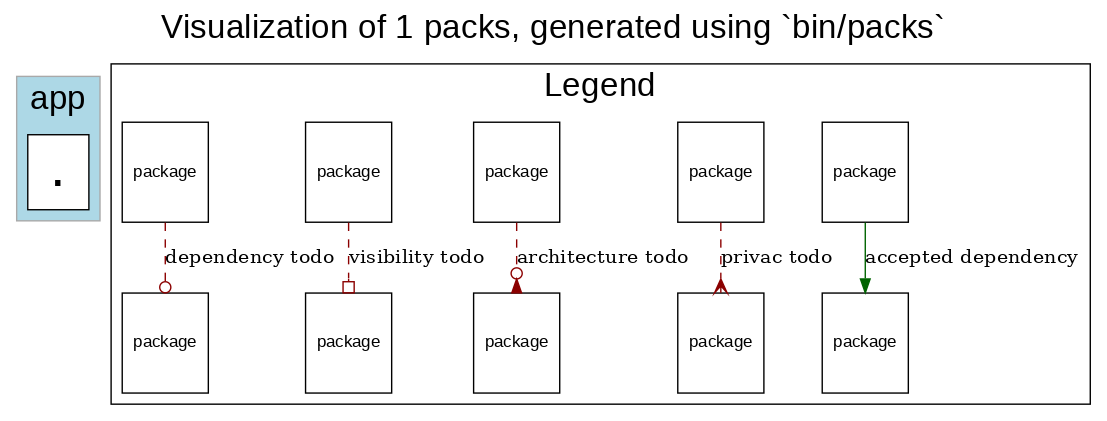 Visualization of 1 packs, generated using `bin/packs`
app
.
Legend
package
package
package
package
package
dependency todo
visibility todo
architecture todo
privac todo
accepted dependency
package
package
package
package
package